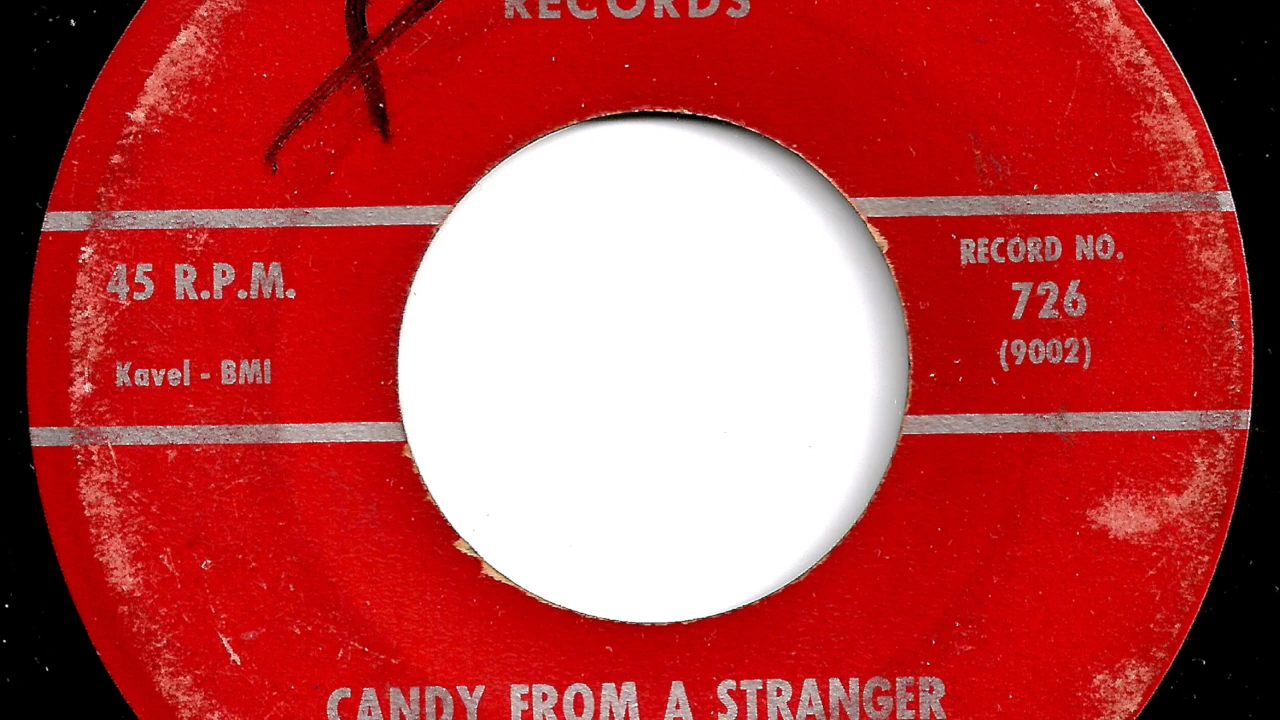 RECORDS
45 R.P.M.
Kavel - BMI
RECORD NO.
726
(9002)
CANDY FROM A STRANGER